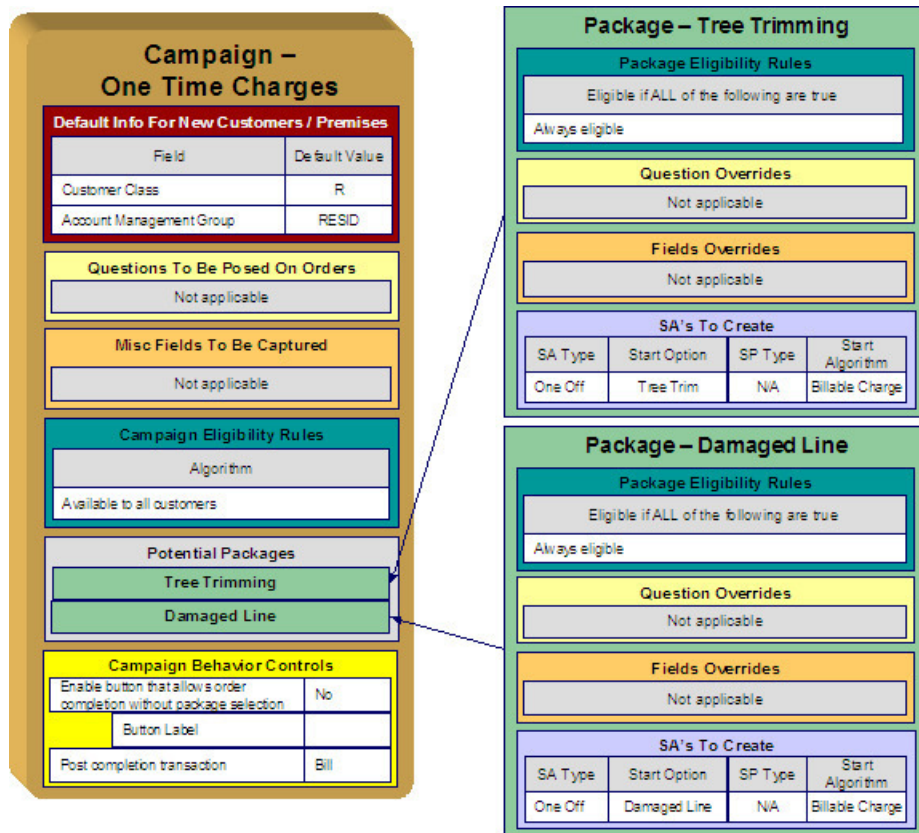 Campaign –
One Time Charges
Default Info For New Customers / Premises
Field Default Value
Customer Class R
Account Management Group RESID
Questions To Be Posed On Orders
Not applicable
Misc Fields To Be Captured
Not applicable
Campaign Eligibility Rules
Algorithm
Available to all customers
Potential Packages
Tree Trimming
Damaged Line
Campaign Behavior Controls
Enable button that allows order
completion without package selection No
Button Label
Post completion transaction Bill
Package – Tree Trimming
Package Eligibility Rules
Eligible if ALL of the following are true
Always eligible
Question Overrides
Not applicable
Fields Overrides
Not applicable
SA's To Create
SA Type Start Option SP Type Start
Algorithm
One Off Tree Trim N/A Billable Charge
Package – Damaged Line
Package Eligibility Rules
Eligible if ALL of the following are true
Always eligible
Question Overrides
Not applicable
Fields Overrides
Not applicable
SA's To Create
SA Type Start Option SP Type Start
Algorithm
One Off Damaged Line N/A Billable Charge